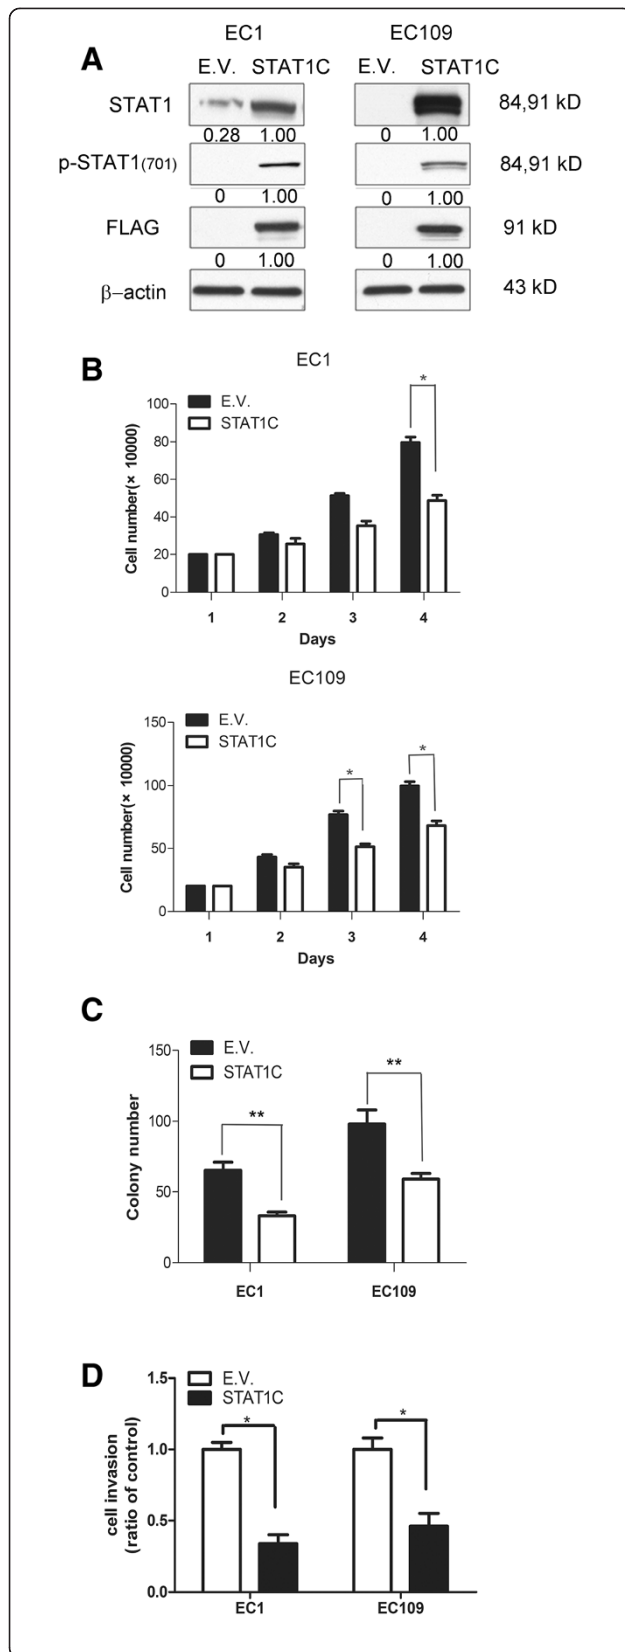 A
EC1 EC109
E.V. STAT1C E.V. STAT1C
STAT1 84,91 kD
0.28 1.00 0 1.00
p-STAT1(701) 84,91 kD
0 1.00 0 1.00
FLAG 91 kD
0 1.00 0 1.00
β–actin 43 kD
B
EC1
E.V.
STAT1C
*
Cell number(× 10000)
100
80
60
40
20
0
1 2 3 4
Days
EC109
E.V.
STAT1C
* *
Cell number(× 10000)
150
100
50
0
1 2 3 4
Days
C
E.V.
STAT1C
** **
Colony number
150
100
50
0
EC1 EC109
D
E.V.
STAT1C
* *
cell invasion
(ratio of control)
1.5
1.0
0.5
0.0
EC1 EC109